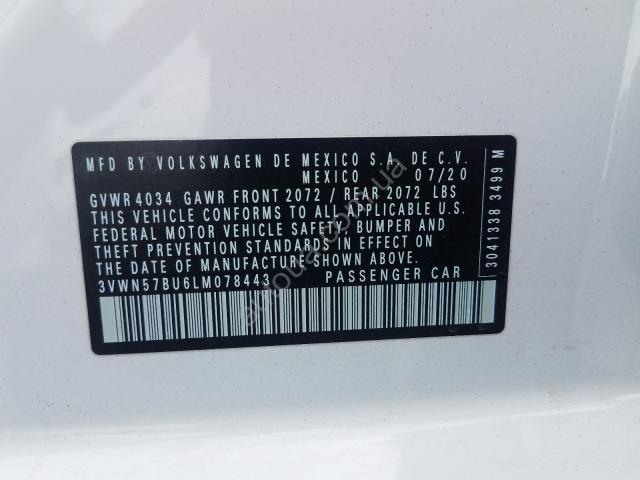 MFD BY VOLKSWAGEN DE MEXICO S.A. DE C.V.
MEXICO 07/20
GVWR 4034 GAWR FRONT 2072 / REAR 2072 LBS
THIS VEHICLE CONFORMS TO ALL APPLICABLE U.S.
FEDERAL MOTOR VEHICLE SAFETY, BUMPER AND
THEFT PREVENTION STANDARDS IN EFFECT ON
THE DATE OF MANUFACTURE SHOWN ABOVE.
3VWN57BU6LM078443 PASSENGER CAR
3041338 3499 M